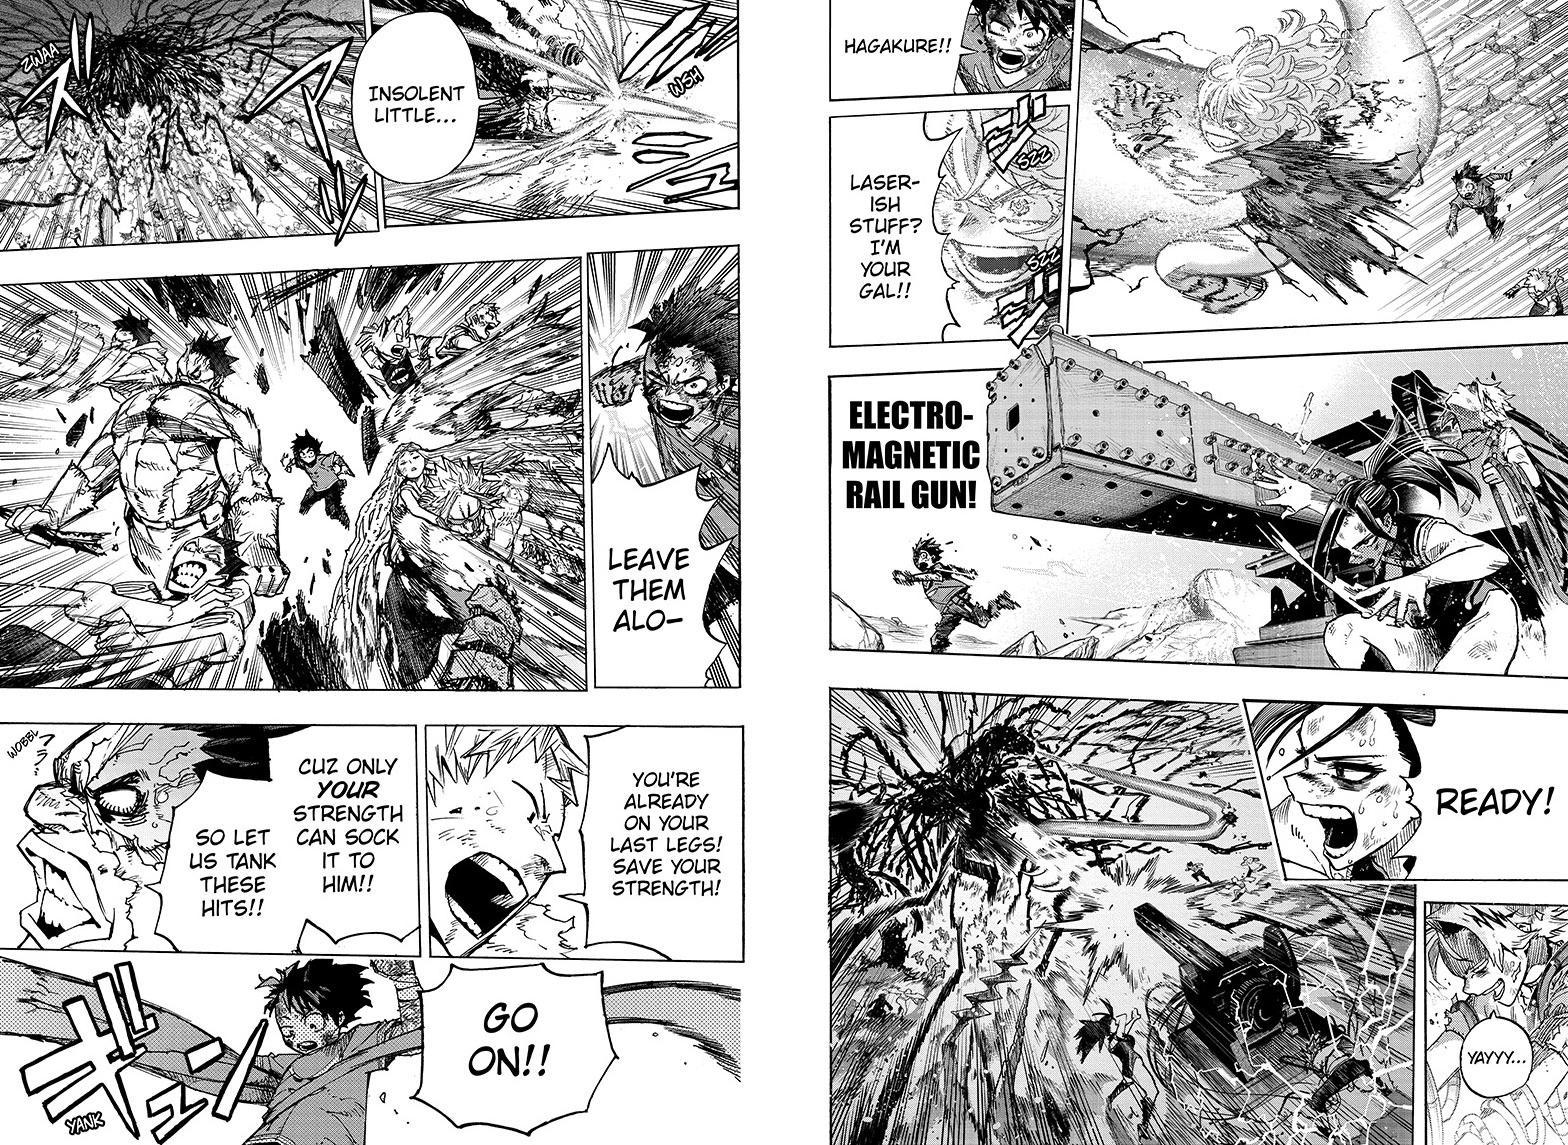 HAGAKURE!!
LASER-
ISH
STUFF?
I'M
YOUR
GAL!!
SZZ
SZZ
ELECTRO-
MAGNETIC
RAIL GUN!
READY!
YAYYY...
WSH
INSOLENT
LITTLE...
ZWAA
LEAVE
THEM
ALO-
YOU'RE
ALREADY
ON YOUR
LAST LEGS!
SAVE YOUR
STRENGTH!
CUZ ONLY
YOUR
STRENGTH
CAN SOCK
IT TO
HIM!!
SO LET
US TANK
THESE
HITS!!
WOBBL
GO
ON!!
YANK